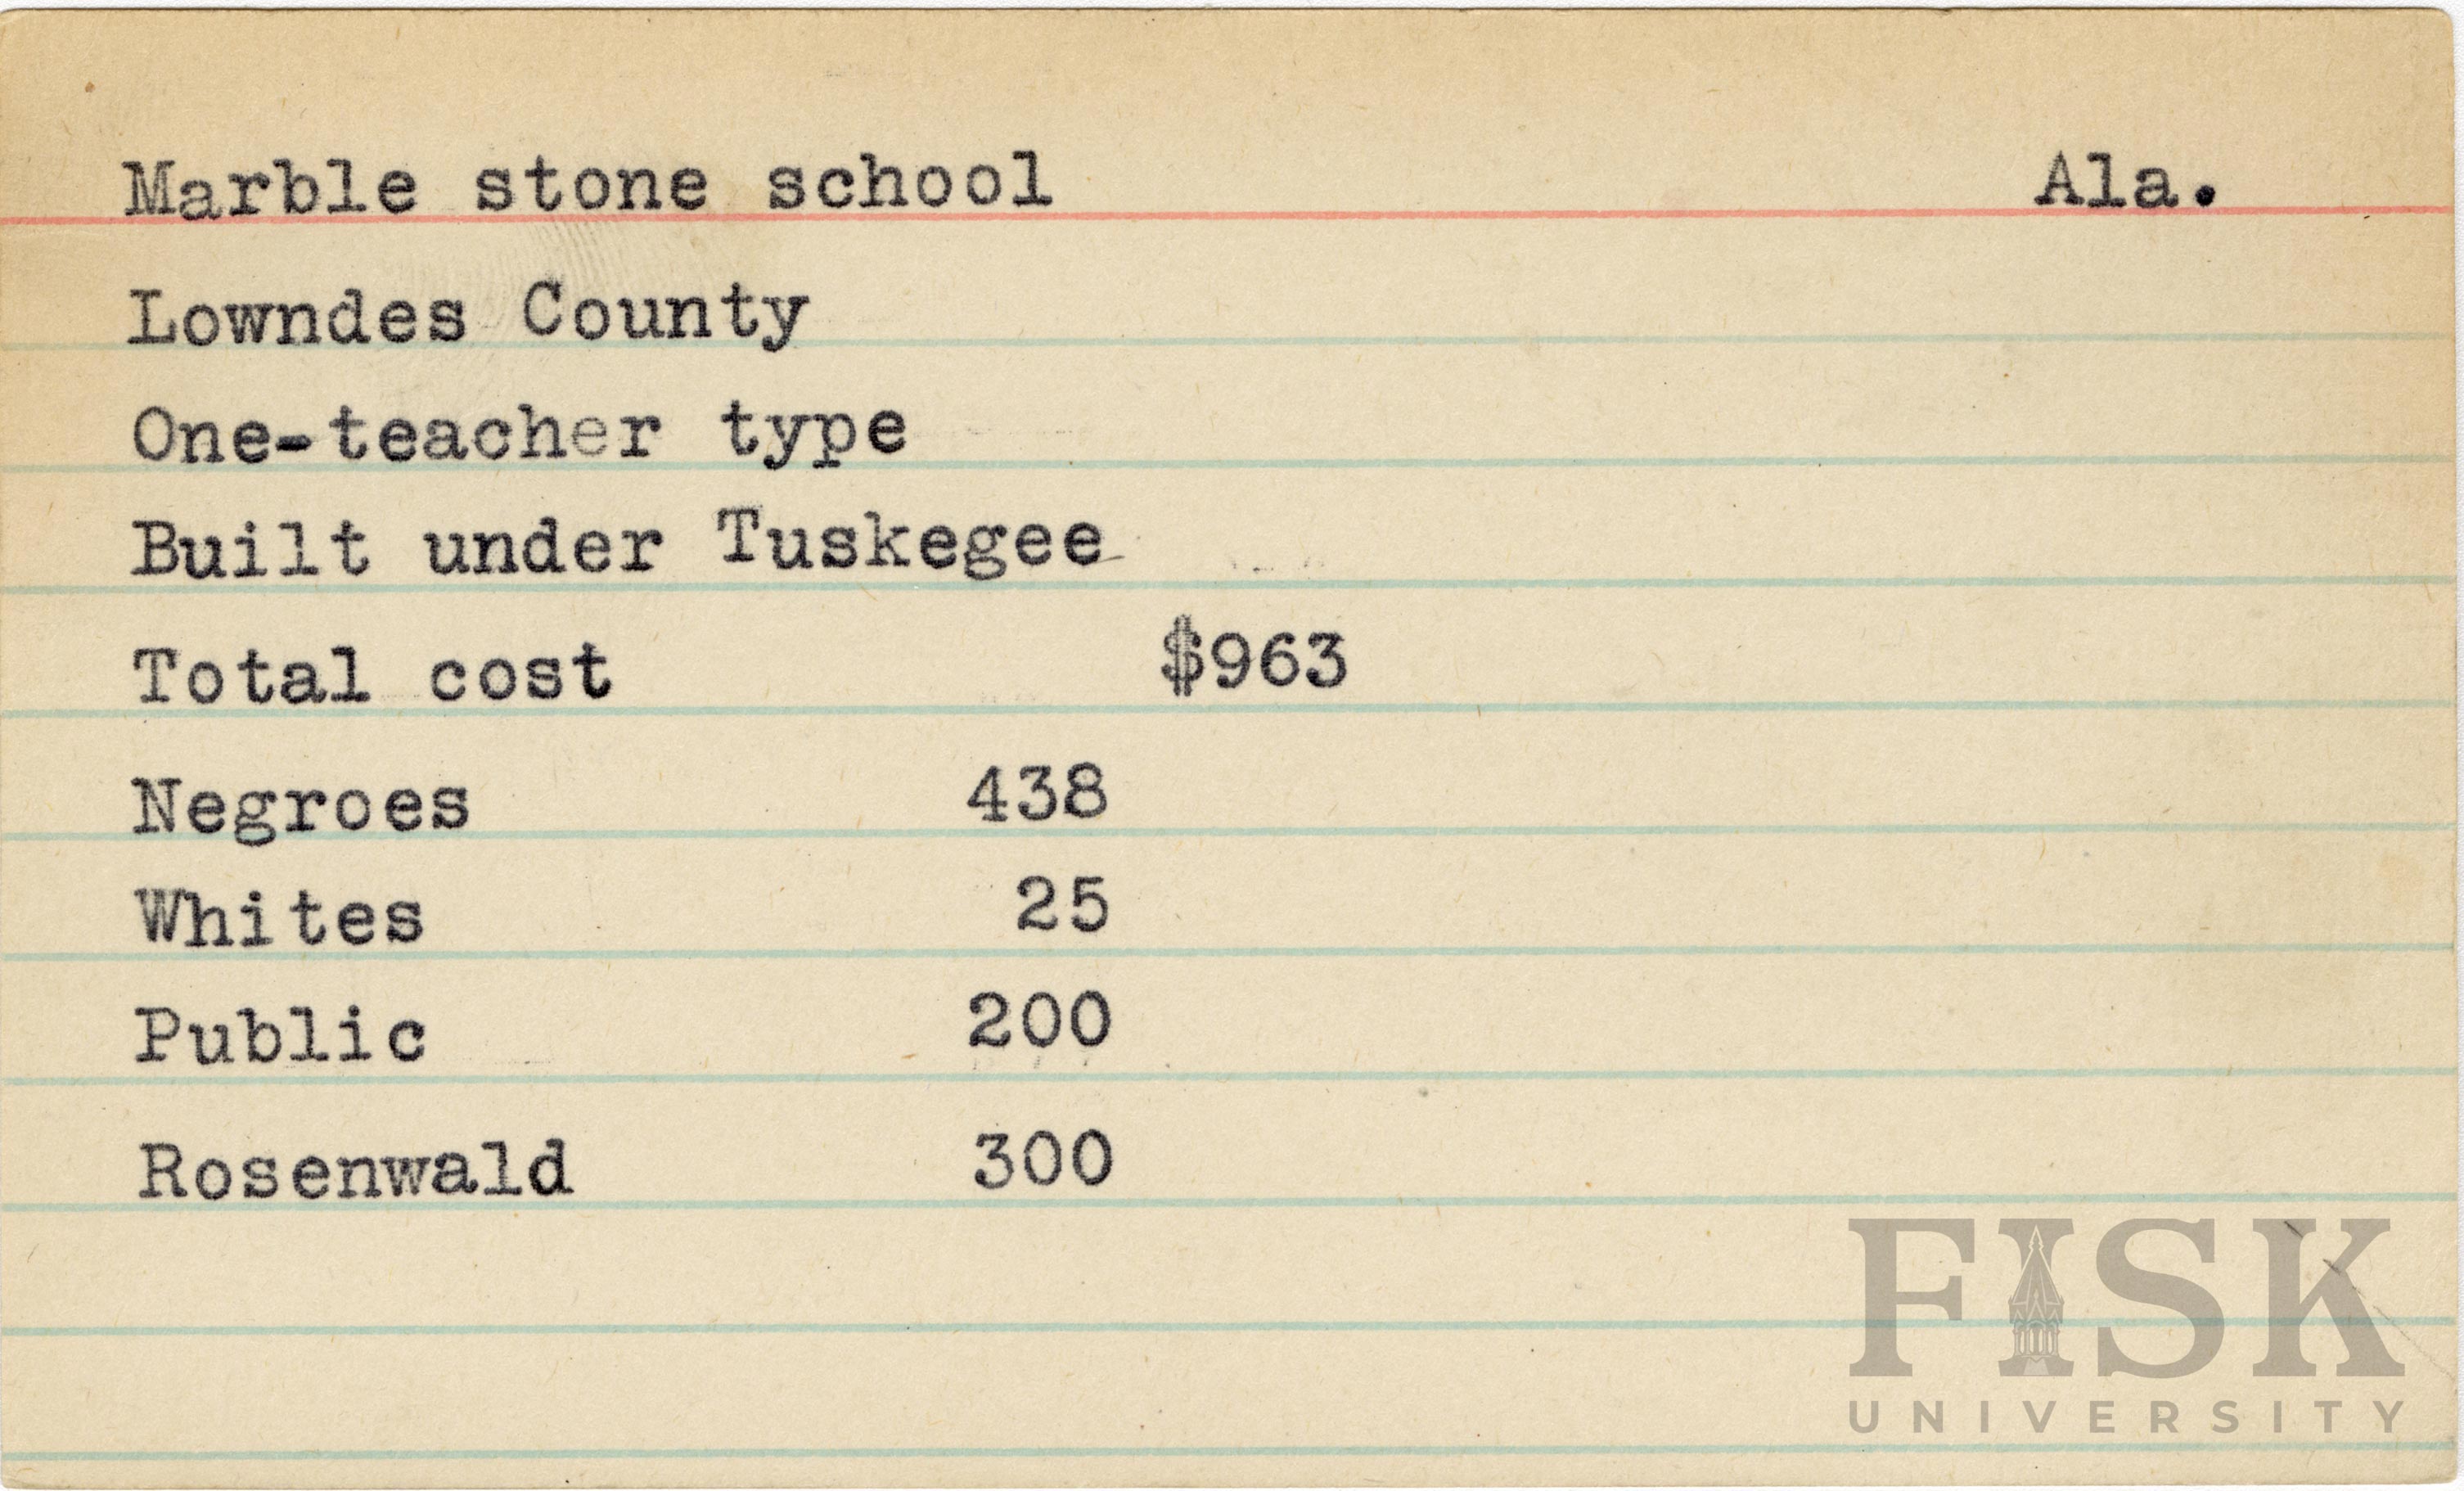 Marble stone school Ala.
Lowndes County
One-teacher type
Built under Tuskegee
Total cost $963
Negroes 438
Whites 25
Public 200
Rosenwald 300
FISK
UNIVERSITY